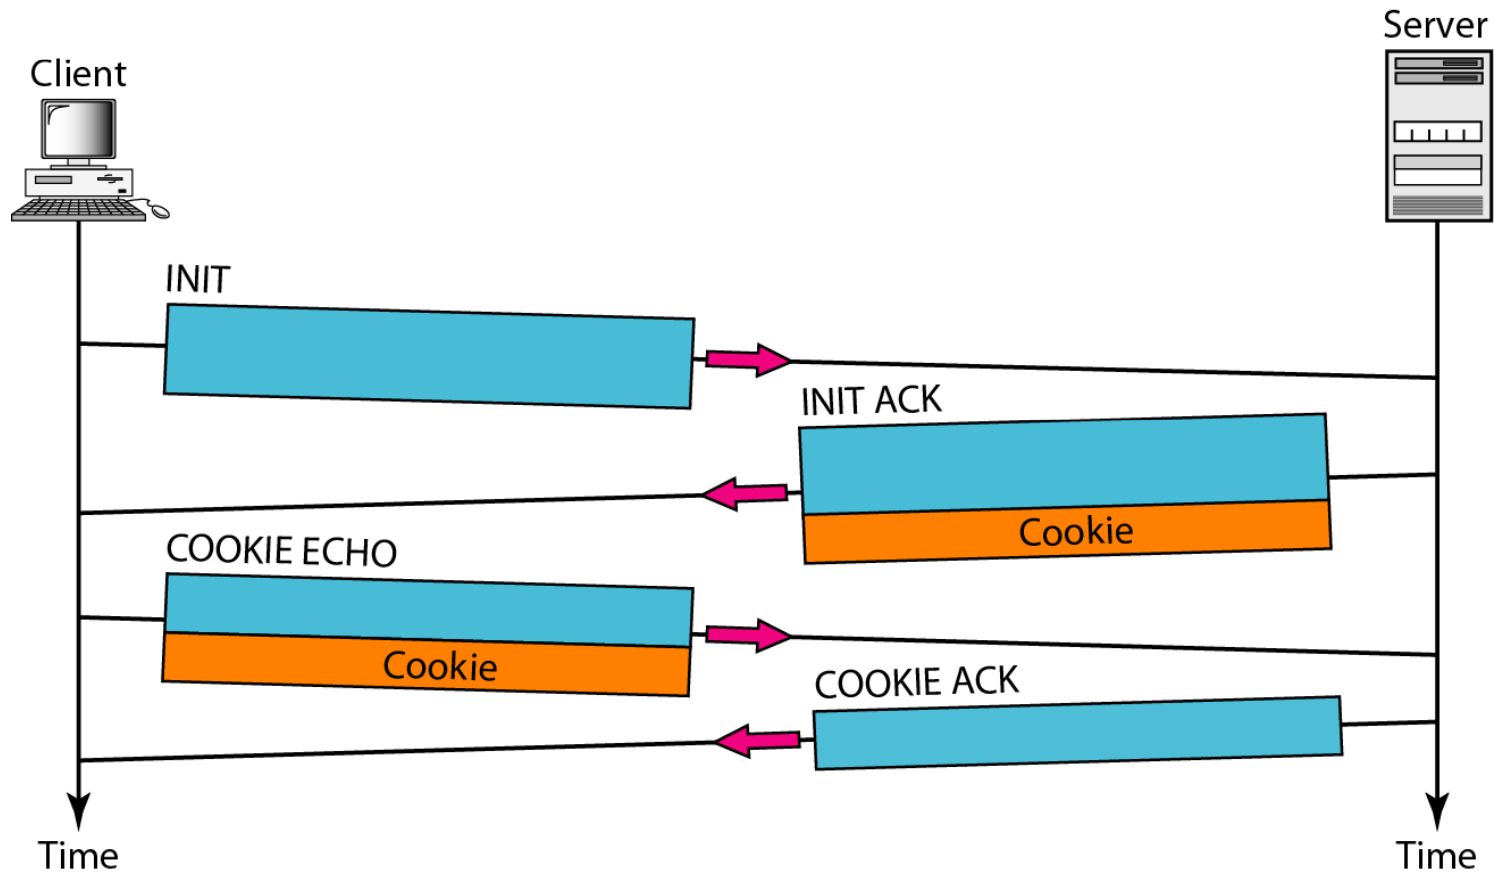 Server
Client
INIT
INIT ACK
Cookie
COOKIE ECHO
Cookie
COOKIE ACK
Time
Time